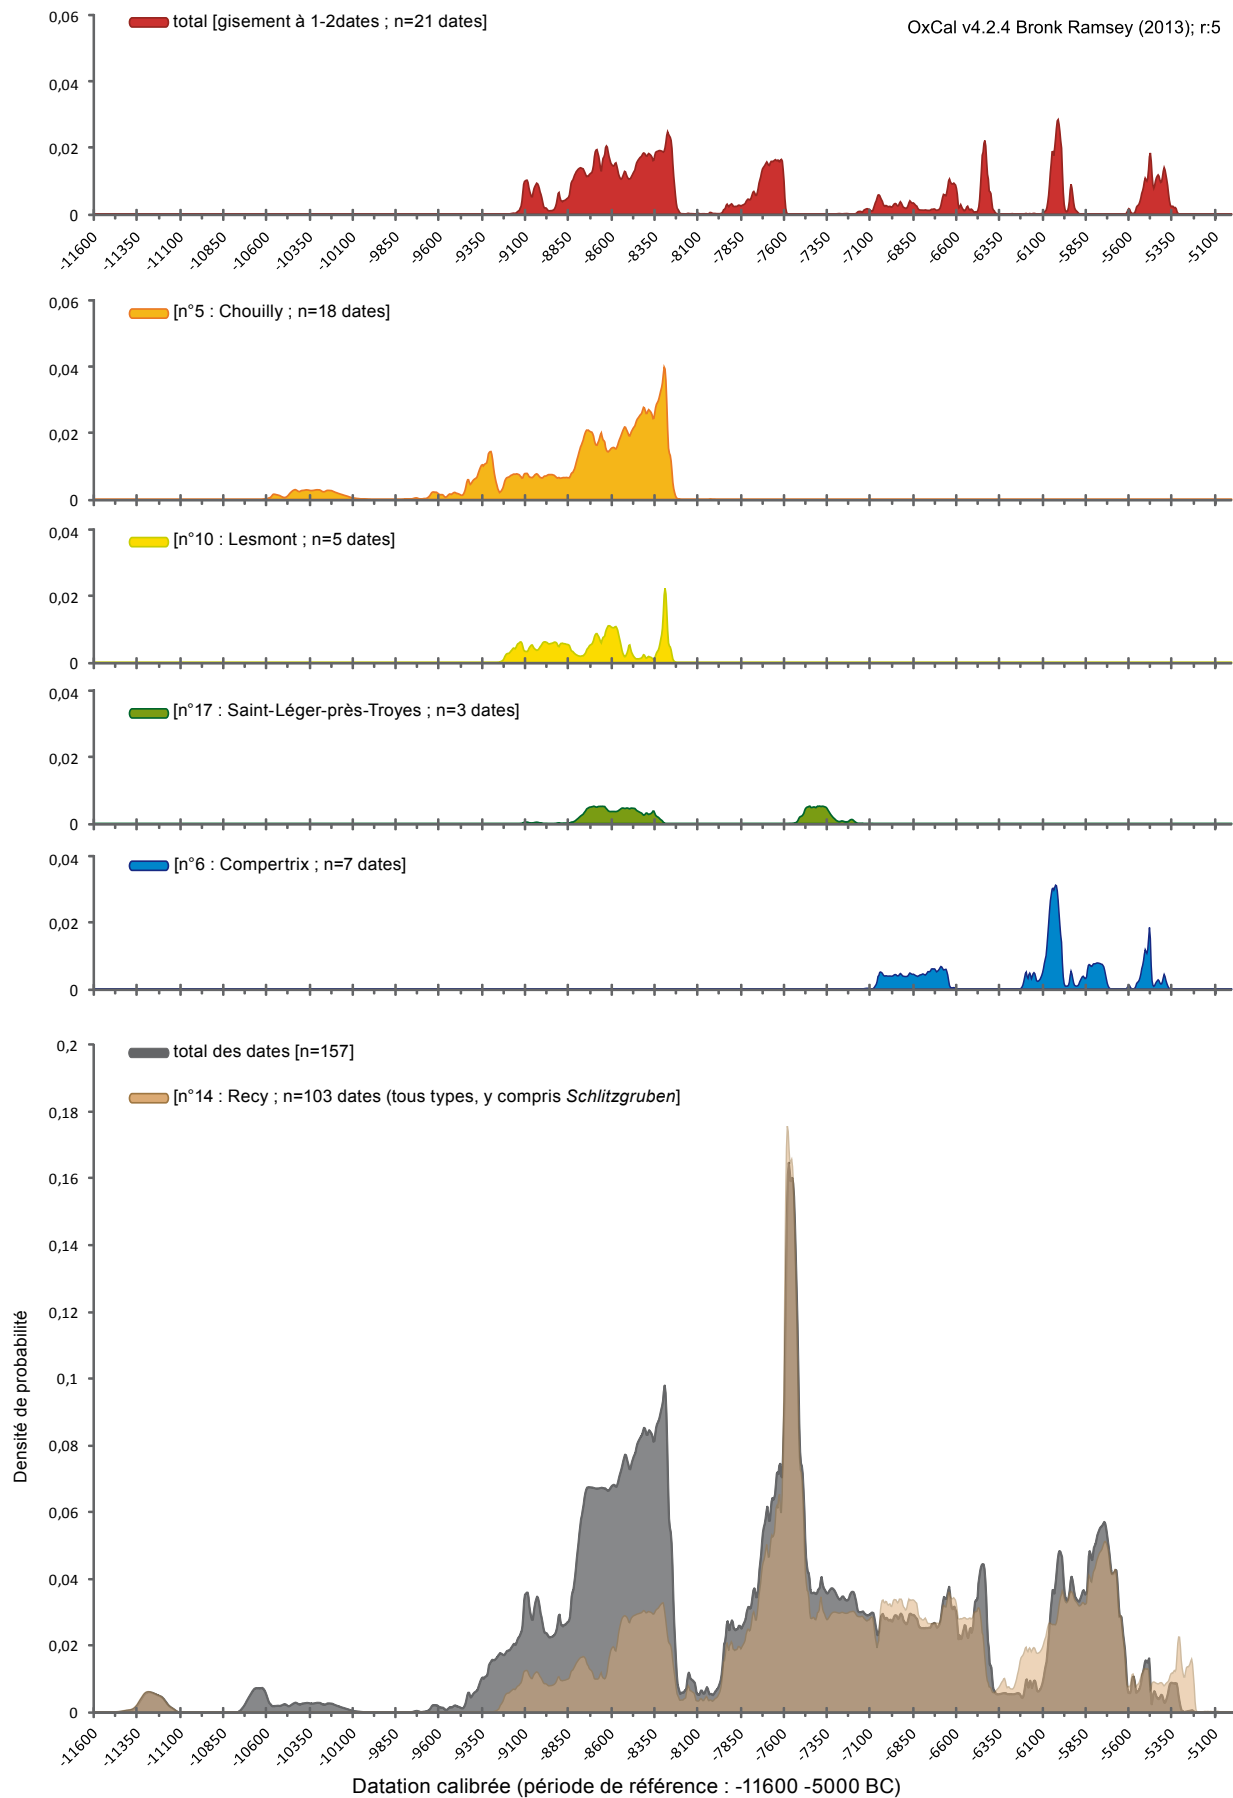 total [gisement à 1-2dates ; n=21 dates]
OxCal v4.2.4 Bronk Ramsey (2013); r:5
0,06
0,04
0,02
0
-11600 -11350 -11100 -10850 -10600 -10350 -10100 -9850 -9600 -9350 -9100 -8850 -8600 -8350 -8100 -7850 -7600 -7350 -7100 -6850 -6600 -6350 -6100 -5850 -5600 -5350 -5100
[n°5 : Chouilly ; n=18 dates]
0,06
0,04
0,02
0
[n°10 : Lesmont ; n=5 dates]
0,04
0,02
0
[n°17 : Saint-Léger-près-Troyes ; n=3 dates]
0,04
0,02
0
[n°6 : Compertrix ; n=7 dates]
0,04
0,02
0
total des dates [n=157]
[n°14 : Recy ; n=103 dates (tous types, y compris Schlitzgruben]
Densité de probabilité
0,2
0,18
0,16
0,14
0,12
0,1
0,08
0,06
0,04
0,02
0
-11600 -11350 -11100 -10850 -10600 -10350 -10100 -9850 -9600 -9350 -9100 -8850 -8600 -8350 -8100 -7850 -7600 -7350 -7100 -6850 -6600 -6350 -6100 -5850 -5600 -5350 -5100
Datation calibrée (période de référence : -11600 -5000 BC)